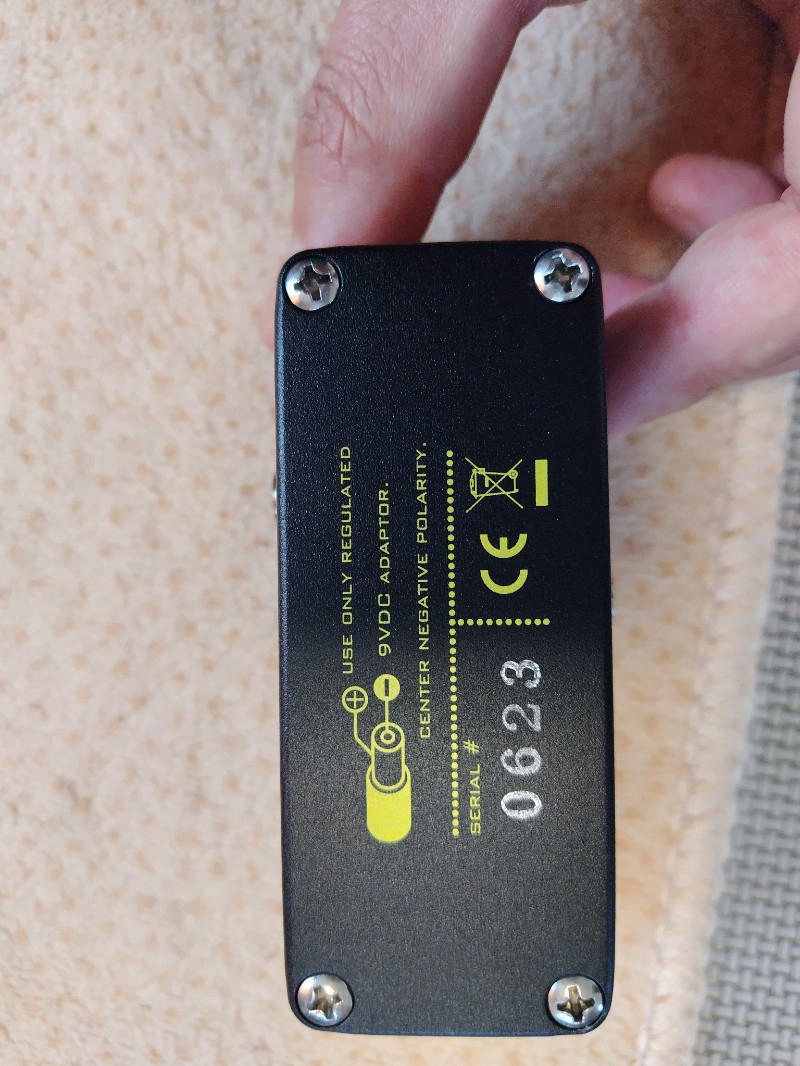 USE ONLY REGULATED
9VDC ADAPTOR.
CENTER NEGATIVE POLARITY.
SERIAL #
0623
CE